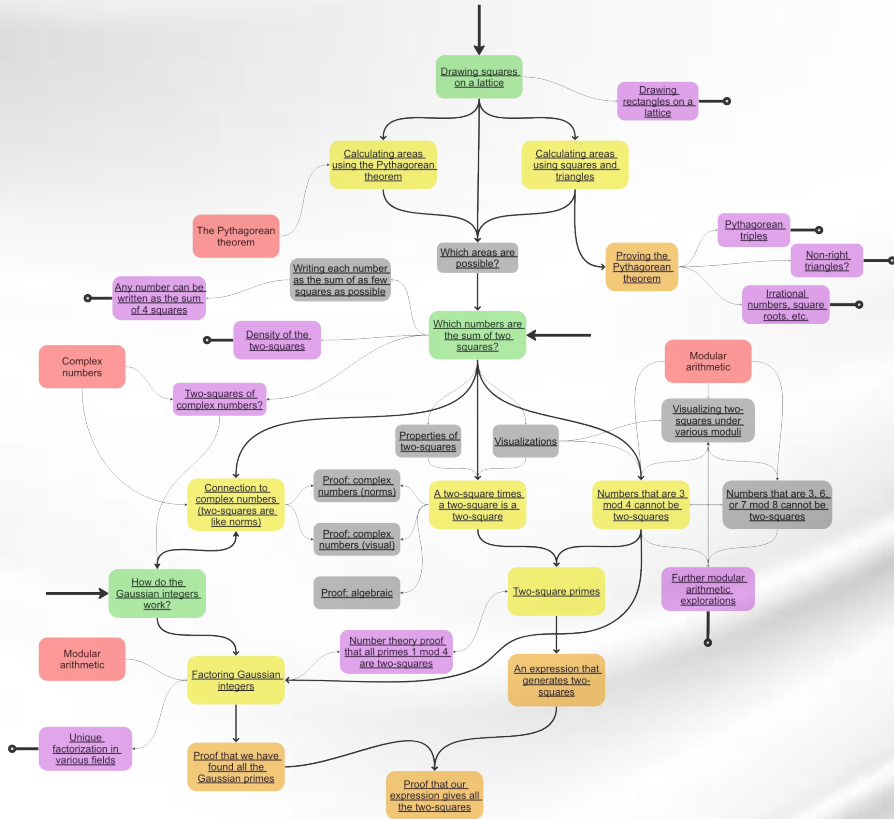 Drawing squares
on a lattice
Drawing
rectangles on a
lattice
Calculating areas
using the Pythagorean
theorem
Calculating areas
using squares and
triangles
The Pythagorean
theorem
Which areas are
possible?
Proving the
Pythagorean
theorem
Pythagorean
triples
Non-right
triangles?
Irrational
numbers, square
roots, etc.
Any number can be
written as the sum
of 4 squares
Writing each number
as the sum of as few
squares as possible
Density of the
two-squares
Which numbers are
the sum of two
squares?
Complex
numbers
Two-squares of
complex numbers?
Modular
arithmetic
Visualizing two-
squares under
various moduli
Properties of
two-squares
Visualizations
Connection to
complex numbers
(two-squares are
like norms)
Proof: complex
numbers (norms)
Proof: complex
numbers (visual)
Proof: algebraic
A two-square times
a two-square is a
two-square
Numbers that are 3
mod 4 cannot be
two-squares
Numbers that are 3, 6,
or 7 mod 8 cannot be
two-squares
How do the
Gaussian integers
work?
Two-square primes
Further modular
arithmetic
explorations
Modular
arithmetic
Factoring Gaussian
integers
Number theory proof
that all primes 1 mod 4
are two-squares
An expression that
generates two-
squares
Unique
factorization in
various fields
Proof that we have
found all the
Gaussian primes
Proof that our
expression gives all
the two-squares